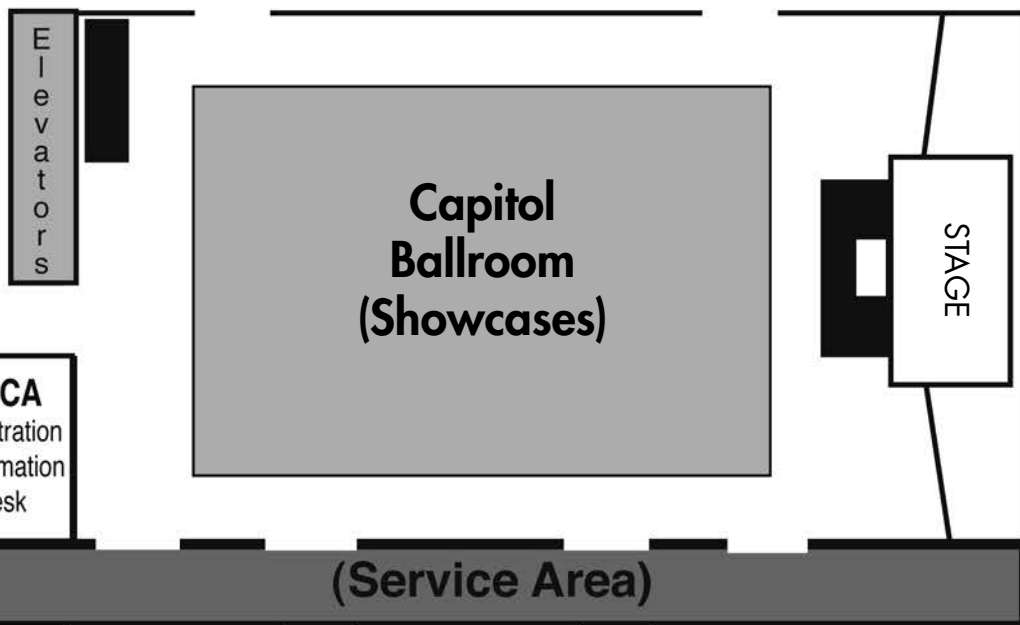 Elevators
Capitol
Ballroom
(Showcases)
STAGE
CA
tration
mation
esk
(Service Area)